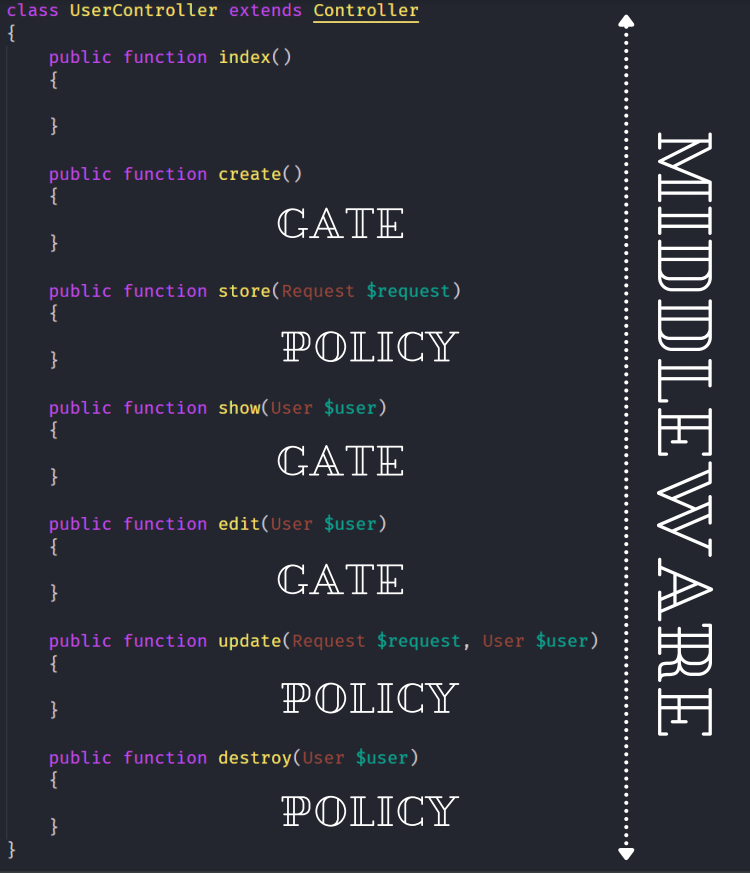 class UserController extends Controller
{
public function index()
{
}
public function create()
{
GATE
}
public function store(Request $request)
{
POLICY
}
public function show(User $user)
{
GATE
}
public function edit(User $user)
{
GATE
}
public function update(Request $request, User $user)
{
POLICY
}
public function destroy(User $user)
{
POLICY
}
}
MIDDLEWARE